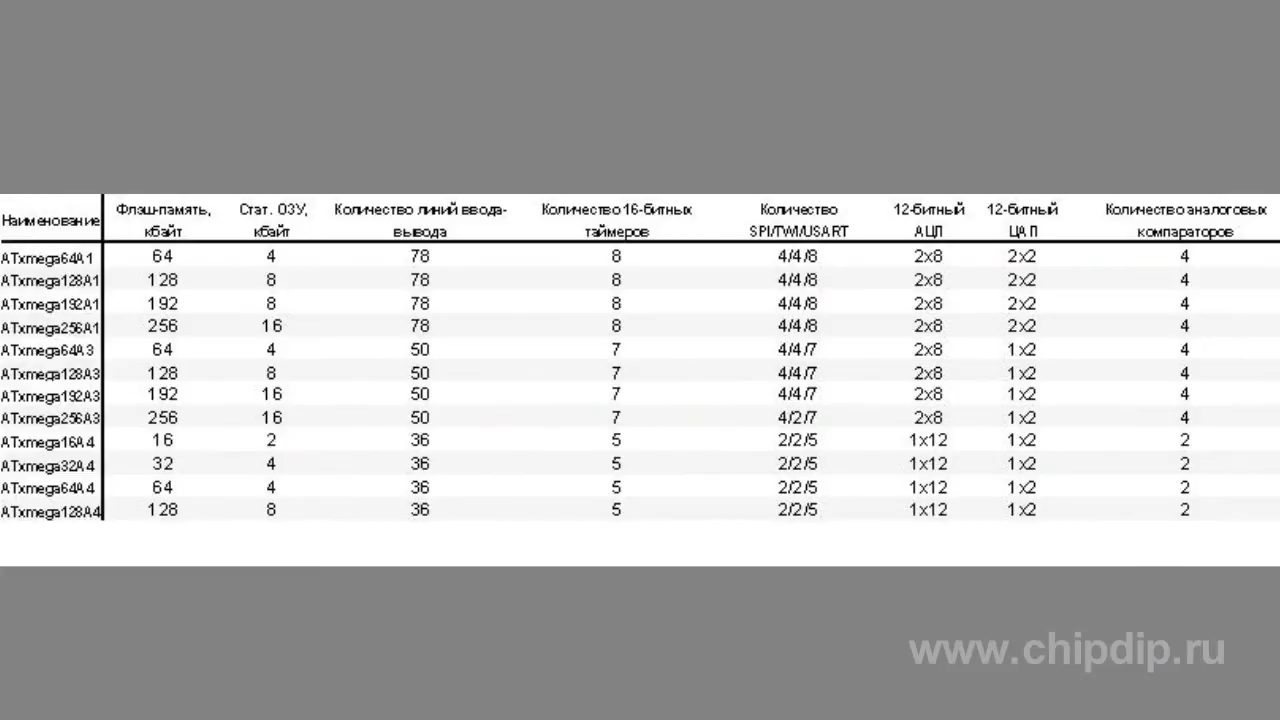 Наименование Флэш-память, кбайт Стат. ОЗУ, кбайт Количество линий ввода-вывода Количество 16-битных таймеров Количество SPI/TWI/USART 12-битный АЦП 12-битный ЦАП Количество аналоговых компараторов
ATxmega64A1 64 4 78 8 4/4/8 2x8 2x2 4
ATxmega128A1 128 8 78 8 4/4/8 2x8 2x2 4
ATxmega192A1 192 8 78 8 4/4/8 2x8 2x2 4
ATxmega256A1 256 16 78 8 4/4/8 2x8 2x2 4
ATxmega64A3 64 4 50 7 4/4/7 2x8 1x2 4
ATxmega128A3 128 8 50 7 4/4/7 2x8 1x2 4
ATxmega192A3 192 16 50 7 4/4/7 2x8 1x2 4
ATxmega256A3 256 16 50 7 4/2/7 2x8 1x2 4
ATxmega16A4 16 2 36 5 2/2/5 1x12 1x2 2
ATxmega32A4 32 4 36 5 2/2/5 1x12 1x2 2
ATxmega64A4 64 4 36 5 2/2/5 1x12 1x2 2
ATxmega128A4 128 8 36 5 2/2/5 1x12 1x2 2
www.chipdip.ru